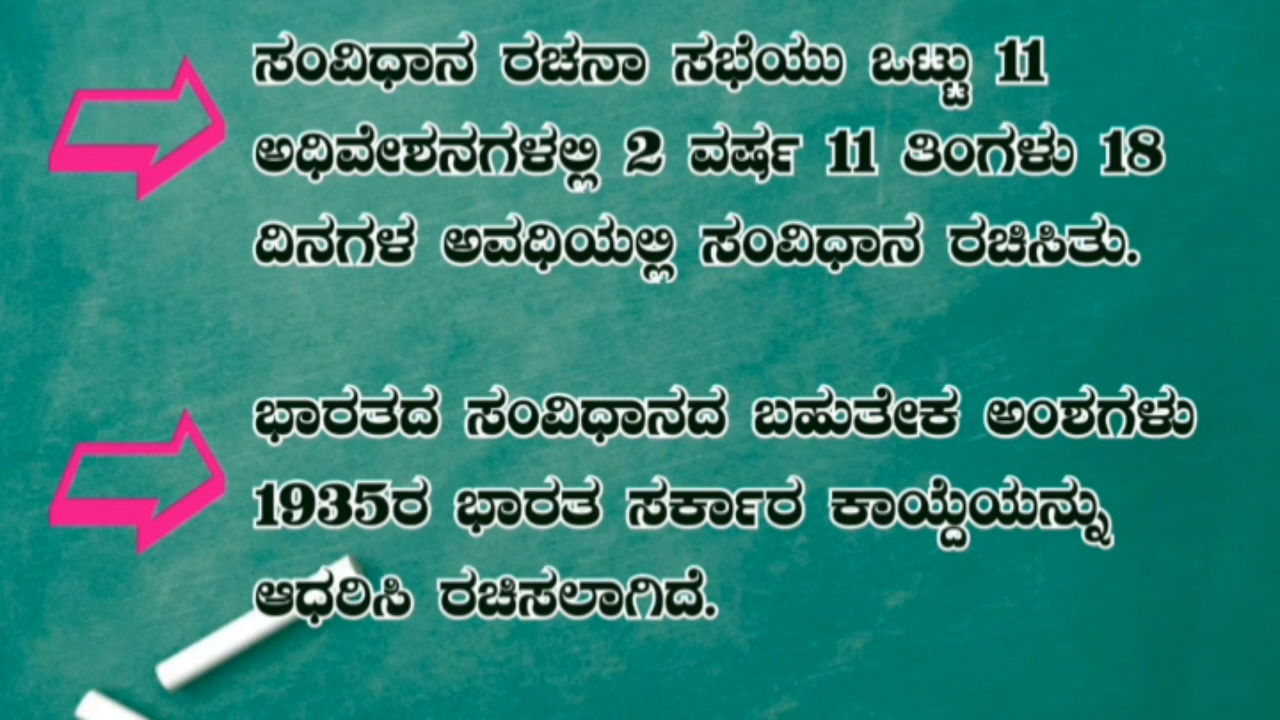 ಸಂವಿಧಾನ ರಚನಾ ಸಭೆಯು ಒಟ್ಟು 11
ಅಧಿವೇಶನಗಳಲ್ಲಿ 2 ವರ್ಷ 11 ತಿಂಗಳು 18
ದಿನಗಳ ಅವಧಿಯಲ್ಲಿ ಸಂವಿಧಾನ ರಚಿಸಿತು.
ಭಾರತದ ಸಂವಿಧಾನದ ಬಹುತೇಕ ಅಂಶಗಳು
1935ರ ಭಾರತ ಸರ್ಕಾರ ಕಾಯ್ದೆಯನ್ನು
ಆಧರಿಸಿ ರಚಿಸಲಾಗಿದೆ.